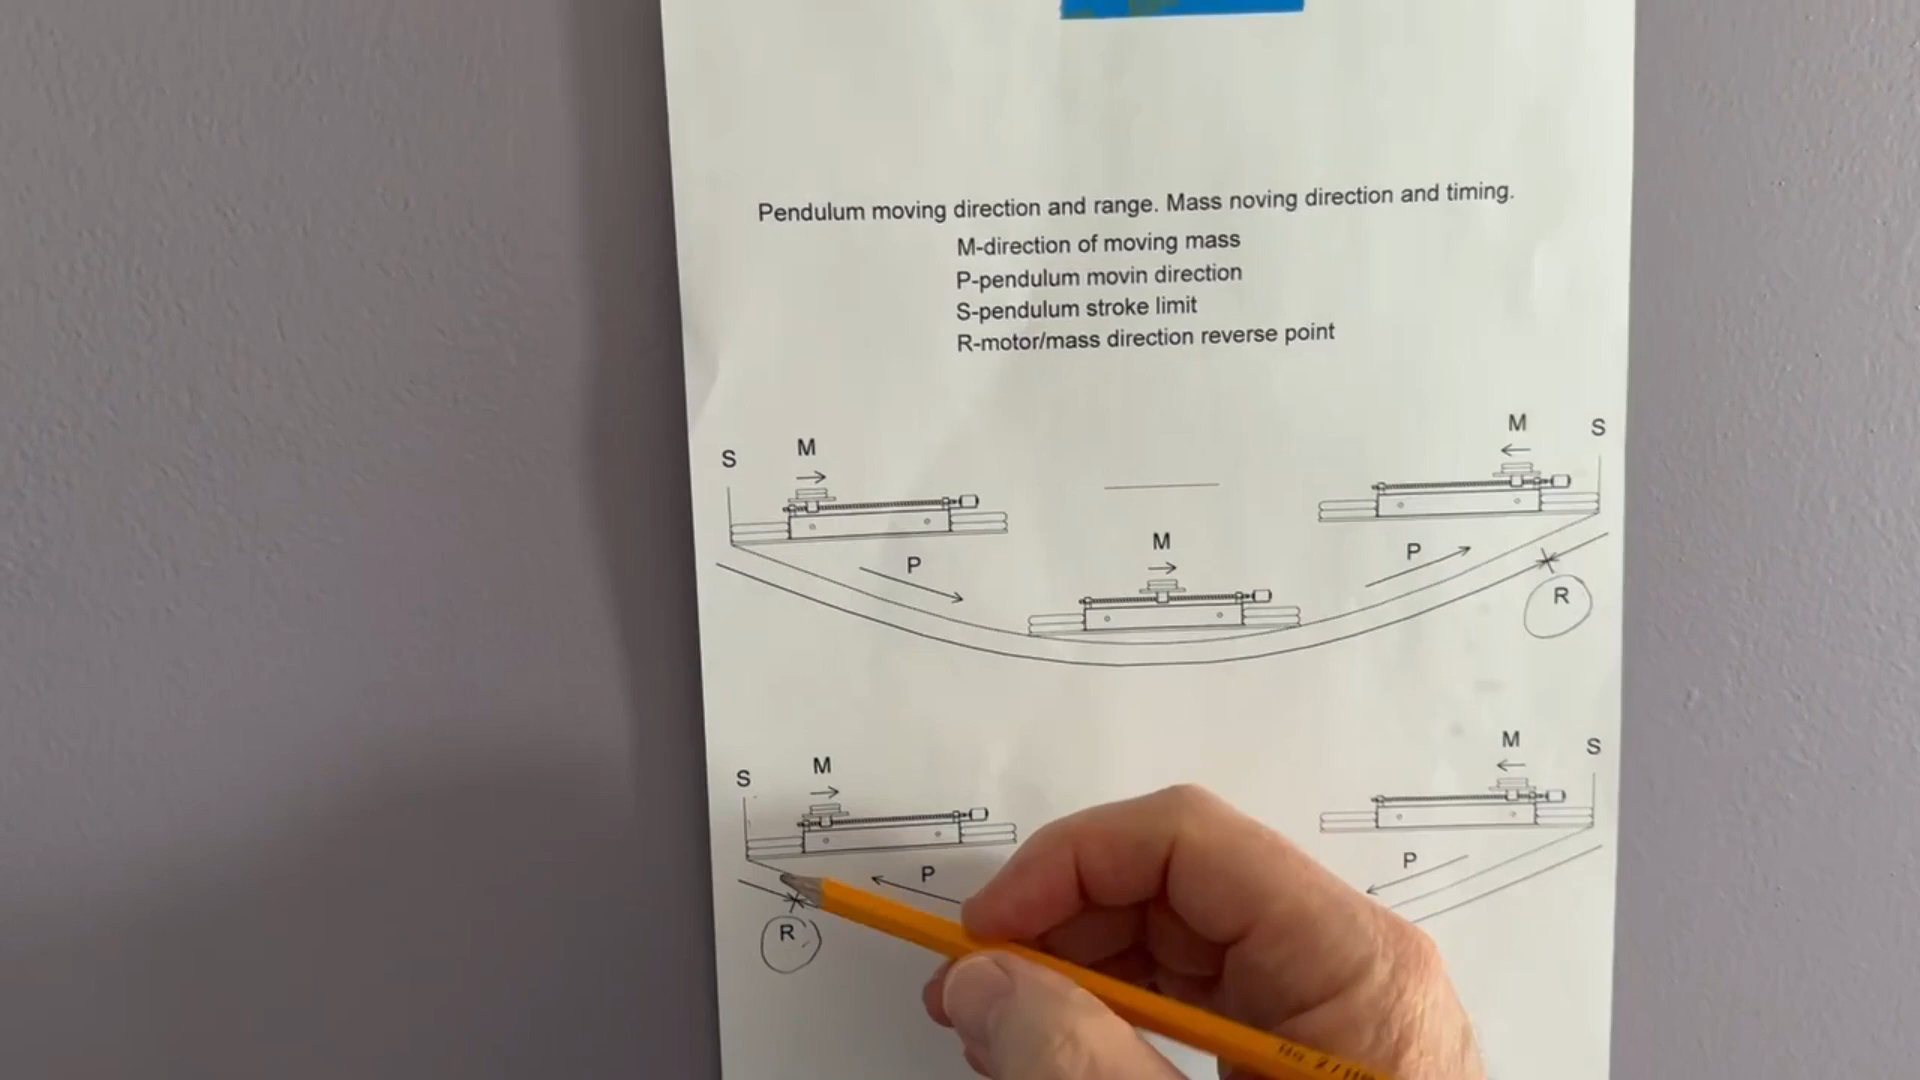 Pendulum moving direction and range. Mass noving direction and timing.
M-direction of moving mass
P-pendulum movin direction
S-pendulum stroke limit
R-motor/mass direction reverse point
S M M S
P M P
R
S M M S
P P
R